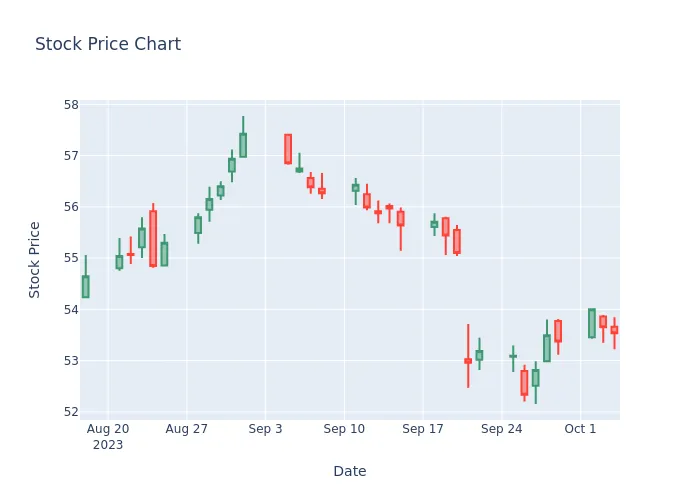 Stock Price Chart
58
57
56
55
54
53
52
Stock Price
Aug 20
2023
Aug 27
Sep 3
Sep 10
Sep 17
Sep 24
Oct 1
Date